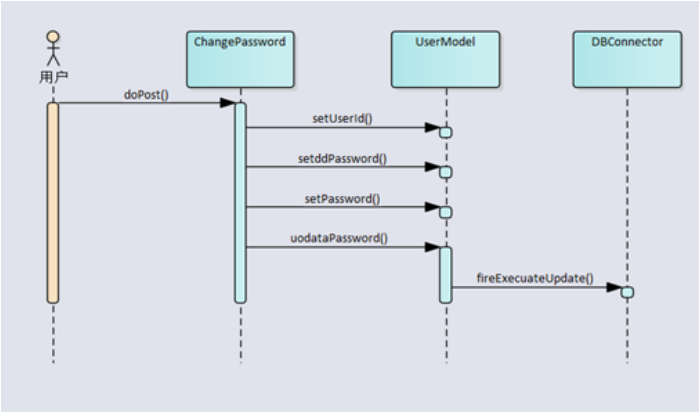 ChangePassword
UserModel
DBConnector
用户
doPost()
setUserId()
setddPassword()
setPassword()
uodataPassword()
fireExecuateUpdate()